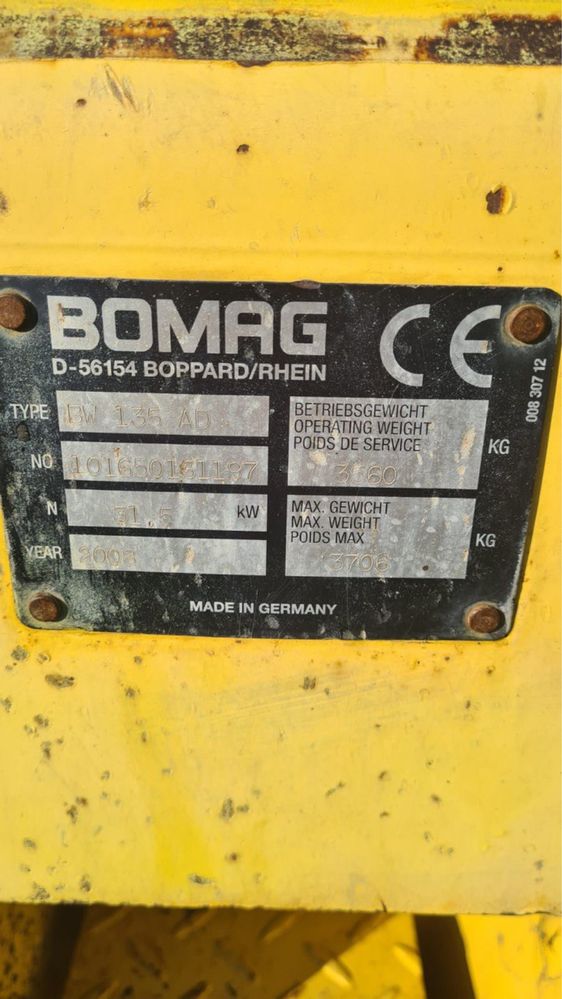 BOMAG
D-56154 BOPPARD/RHEIN
CE
008 307 12
TYPE BW 135 AD
BETRIEBSGEWICHT
OPERATING WEIGHT
POIDS DE SERVICE KG
NO
N 31.5 kW
MAX. GEWICHT
MAX. WEIGHT
POIDS MAX KG
3706
YEAR
MADE IN GERMANY